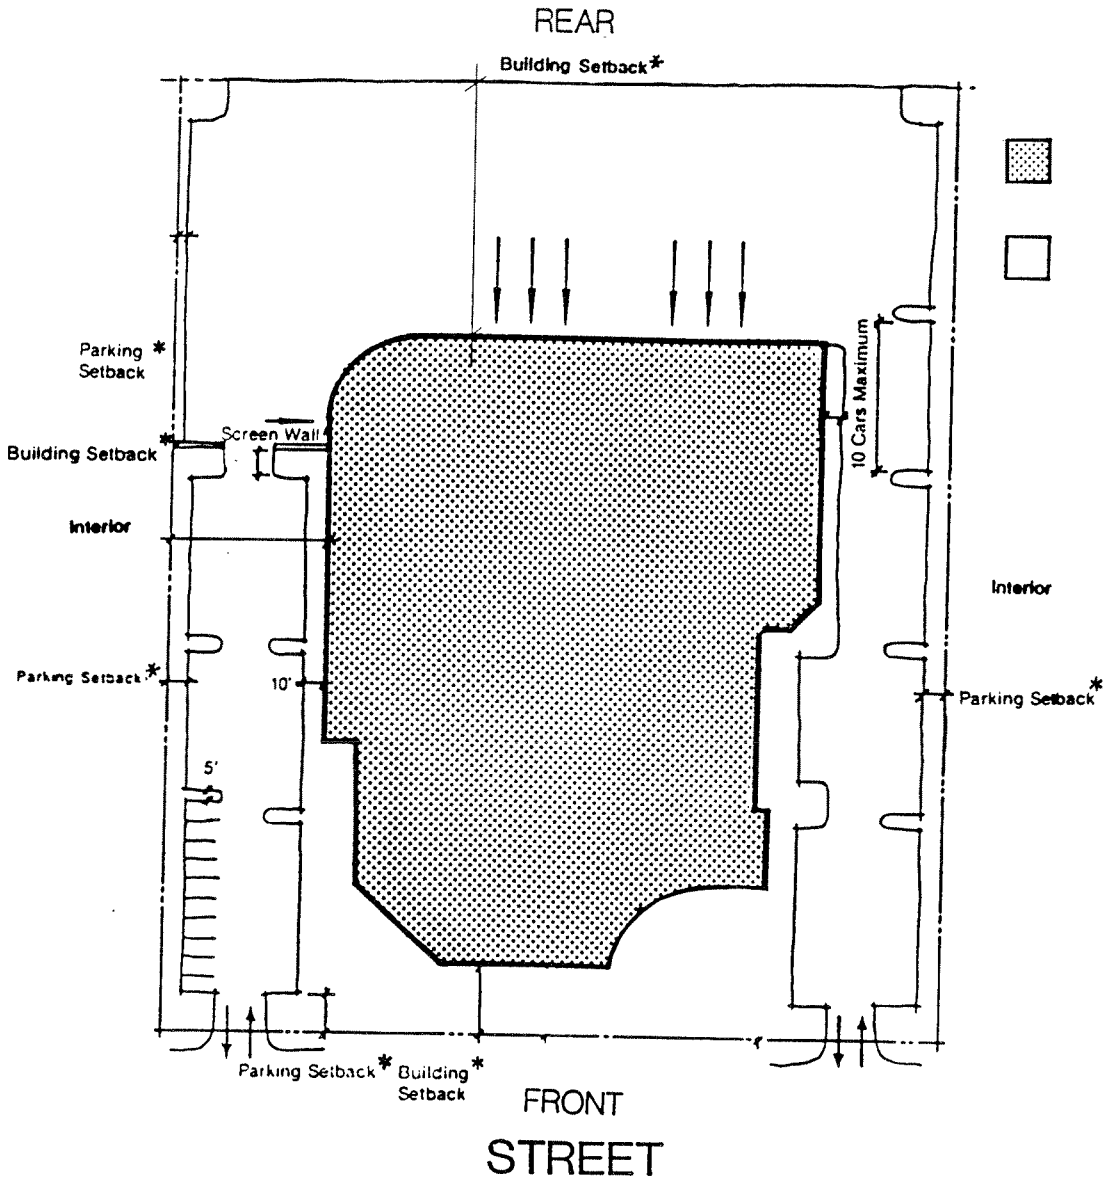 REAR
Building Setback*
Parking *
Setback
10 Cars Maximum
Screen Wall
Building Setback *
Interior
Interior
Parking Setback *
10'
Parking Setback *
5'
Parking Setback * Building *
Setback
FRONT
STREET